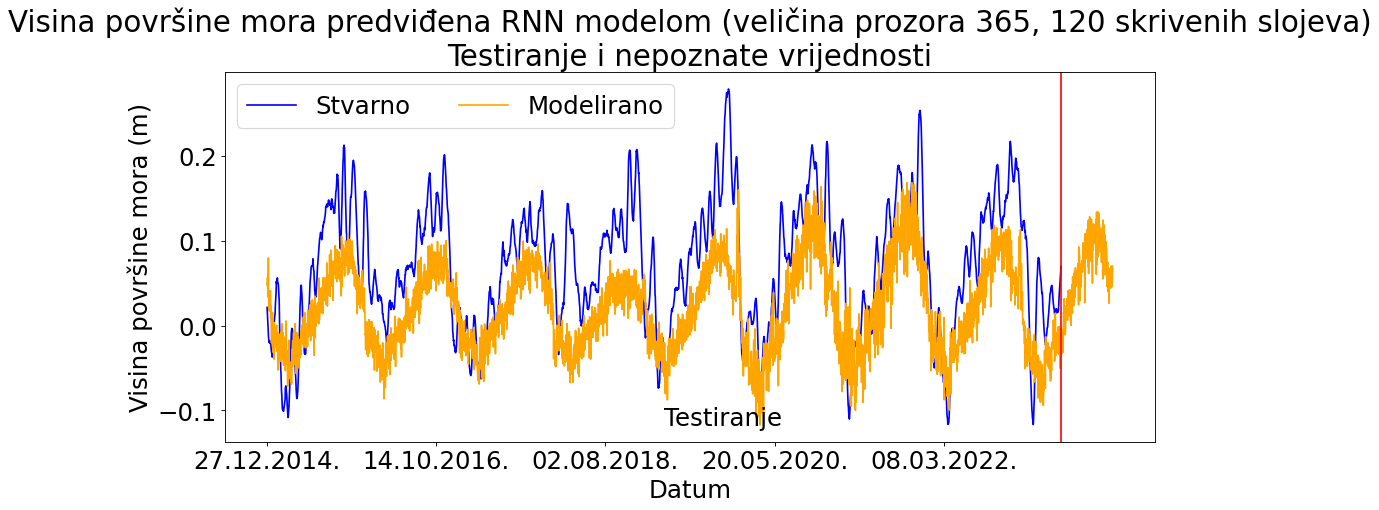 Visina površine mora predviđena RNN modelom (veličina prozora 365, 120 skrivenih slojeva)
Testiranje i nepoznate vrijednosti
Stvarno Modelirano
Visina površine mora (m)
0.2
0.1
0.0
−0.1
Testiranje
27.12.2014. 14.10.2016. 02.08.2018. 20.05.2020. 08.03.2022.
Datum